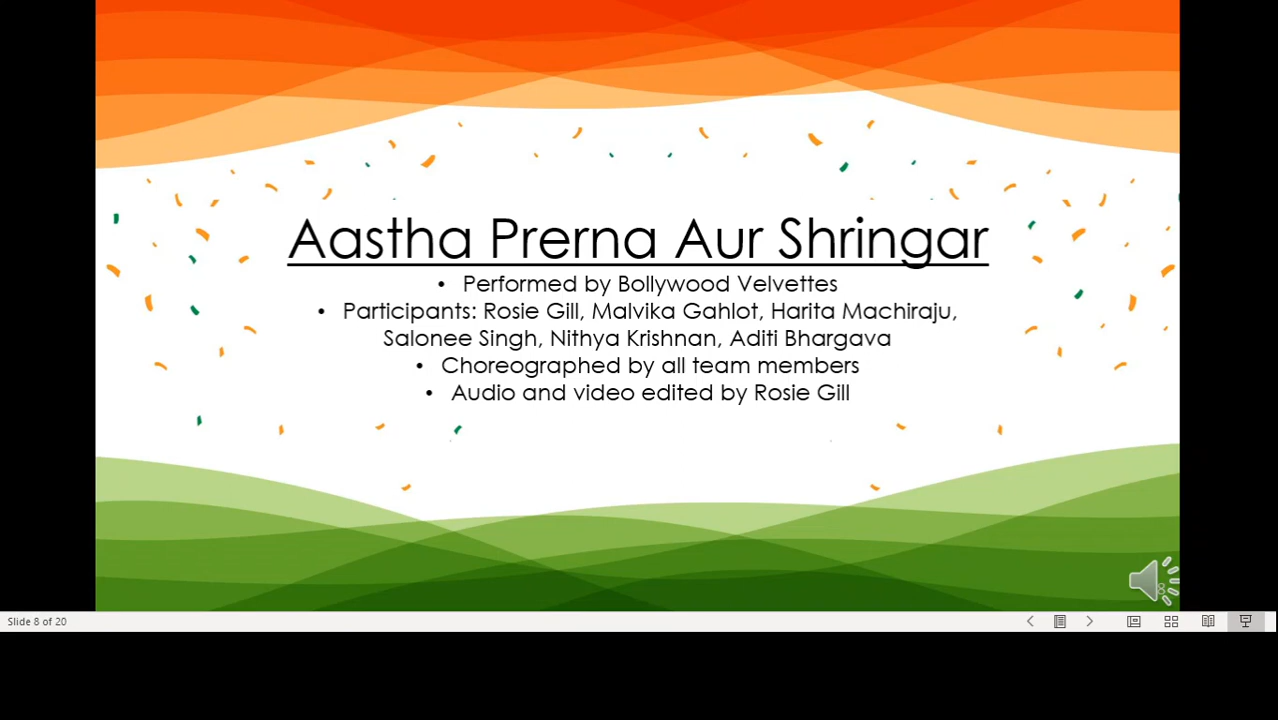 Aastha Prerna Aur Shringar
• Performed by Bollywood Velvettes
• Participants: Rosie Gill, Malvika Gahlot, Harita Machiraju,
Salonee Singh, Nithya Krishnan, Aditi Bhargava
• Choreographed by all team members
• Audio and video edited by Rosie Gill
Slide 8 of 20